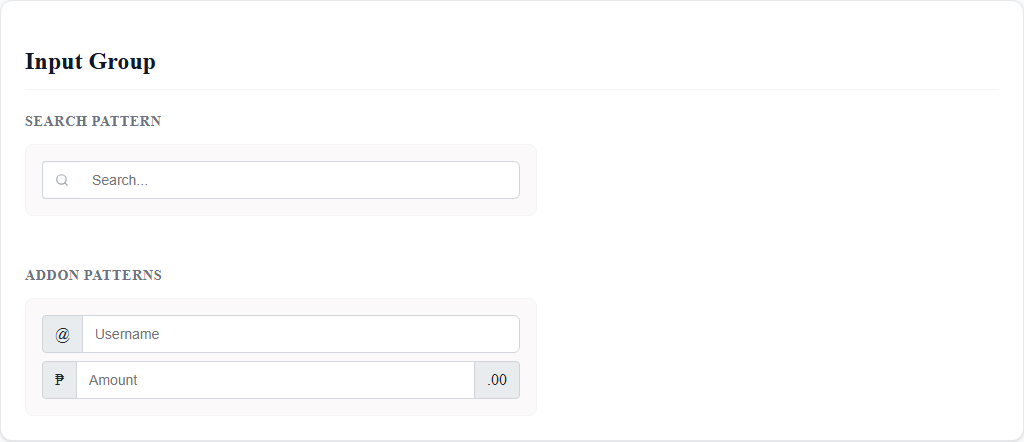 Input Group
SEARCH PATTERN
Search...
ADDON PATTERNS
@ Username
₱ Amount .00